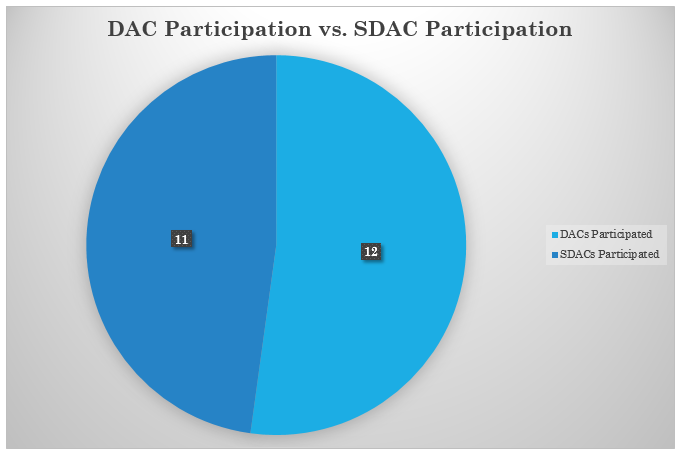 DAC Participation vs. SDAC Participation
11
12
DACs Participated
SDACs Participated